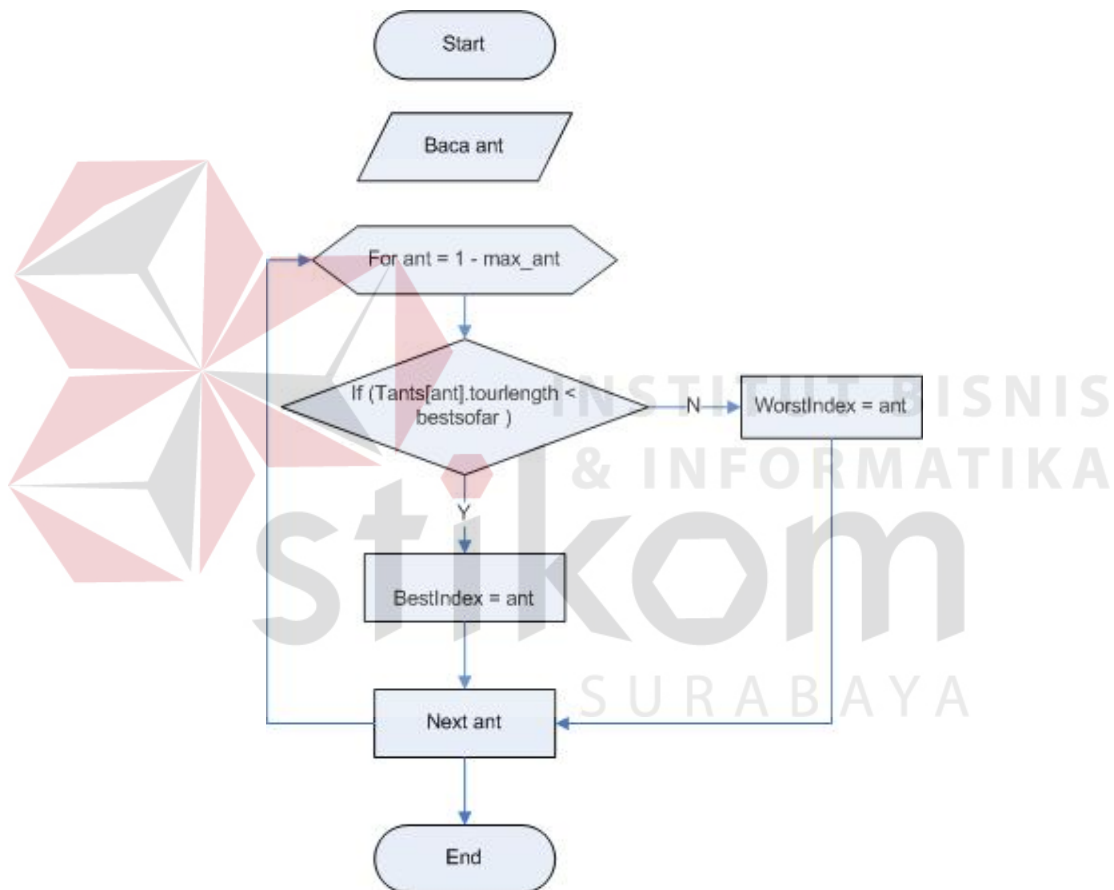 Start
Baca ant
For ant = 1 - max_ant
If (Tants[ant].tourlength <
bestsofar )
N
WorstIndex = ant
Y
BestIndex = ant
Next ant
End
INSTITUT BISNIS
& INFORMATIKA
stikom
SURABAYA